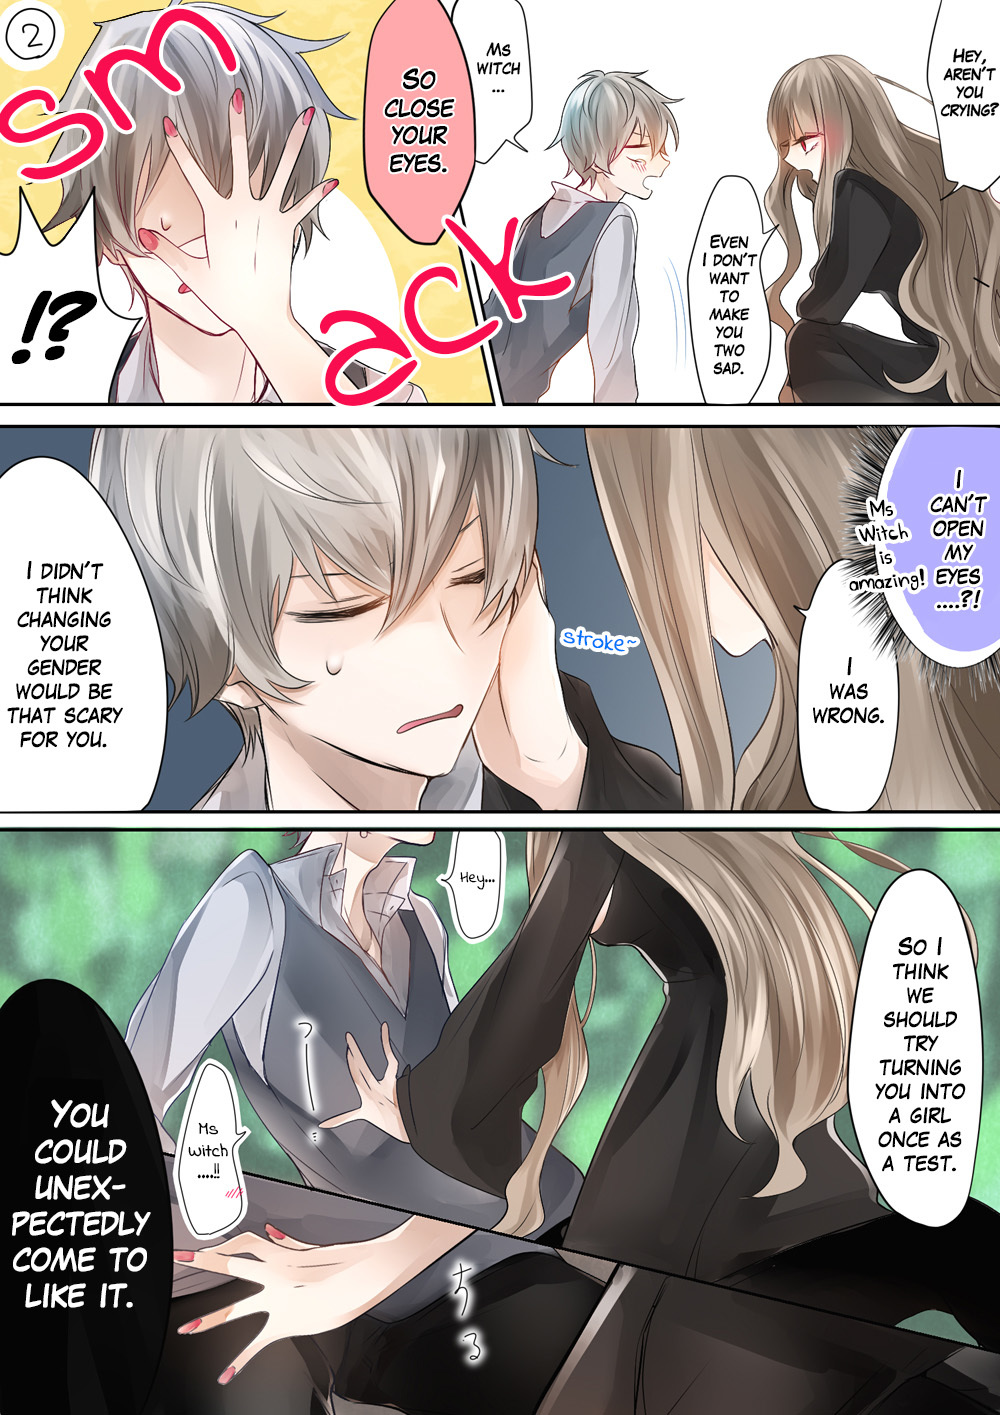 2
HEY,
AREN'T
YOU
CRYING?
EVEN
I DON'T
WANT
TO
MAKE
YOU
TWO
SAD.
MS
WITCH
...
SO
CLOSE
YOUR
EYES.
smack
!?
I
CAN'T
OPEN
MY
EYES
....?!
Ms
Witch
is
amazing!
I
WAS
WRONG.
stroke~
I DIDN'T
THINK
CHANGING
YOUR
GENDER
WOULD BE
THAT SCARY
FOR YOU.
SO I
THINK
WE
SHOULD
TRY
TURNING
YOU INTO
A GIRL
ONCE AS
A TEST.
Hey...
つー
...
Ms
witch
....!!
ちる
YOU
COULD
UNEX-
PECTEDLY
COME TO
LIKE IT.